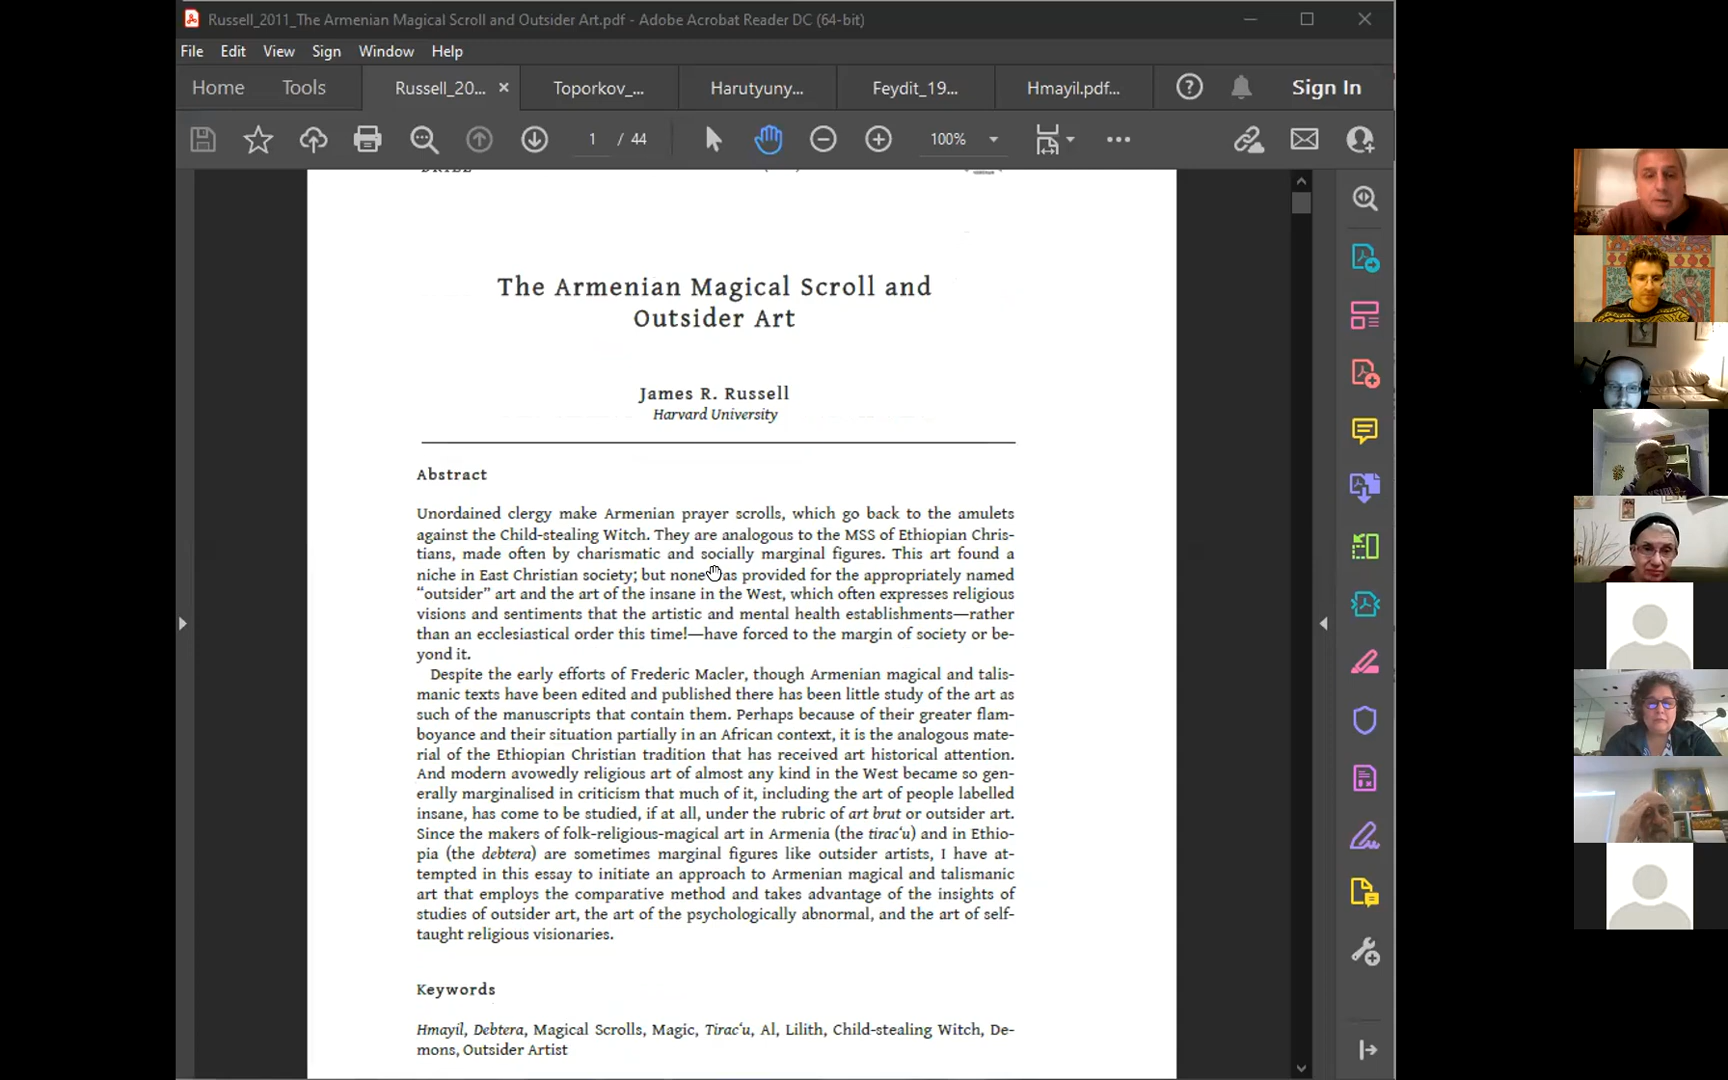 Russell_2011_The Armenian Magical Scroll and Outsider Art.pdf - Adobe Acrobat Reader DC (64-bit)
File Edit View Sign Window Help
Home Tools Russell_20... × Toporkov_... Harutyuny... Feydit_19... Hmayil.pdf... Sign In
1 / 44 100%
BRILL
The Armenian Magical Scroll and
Outsider Art
James R. Russell
Harvard University
Abstract
Unordained clergy make Armenian prayer scrolls, which go back to the amulets
against the Child-stealing Witch. They are analogous to the MSS of Ethiopian Chris-
tians, made often by charismatic and socially marginal figures. This art found a
niche in East Christian society; but none as provided for the appropriately named
“outsider” art and the art of the insane in the West, which often expresses religious
visions and sentiments that the artistic and mental health establishments—rather
than an ecclesiastical order this time!—have forced to the margin of society or be-
yond it.
Despite the early efforts of Frederic Macler, though Armenian magical and talis-
manic texts have been edited and published there has been little study of the art as
such of the manuscripts that contain them. Perhaps because of their greater flam-
boyance and their situation partially in an African context, it is the analogous mate-
rial of the Ethiopian Christian tradition that has received art historical attention.
And modern avowedly religious art of almost any kind in the West became so gen-
erally marginalised in criticism that much of it, including the art of people labelled
insane, has come to be studied, if at all, under the rubric of art brut or outsider art.
Since the makers of folk-religious-magical art in Armenia (the tirac‘u) and in Ethio-
pia (the debtera) are sometimes marginal figures like outsider artists, I have at-
tempted in this essay to initiate an approach to Armenian magical and talismanic
art that employs the comparative method and takes advantage of the insights of
studies of outsider art, the art of the psychologically abnormal, and the art of self-
taught religious visionaries.
Keywords
Hmayil, Debtera, Magical Scrolls, Magic, Tirac‘u, Al, Lilith, Child-stealing Witch, De-
mons, Outsider Artist